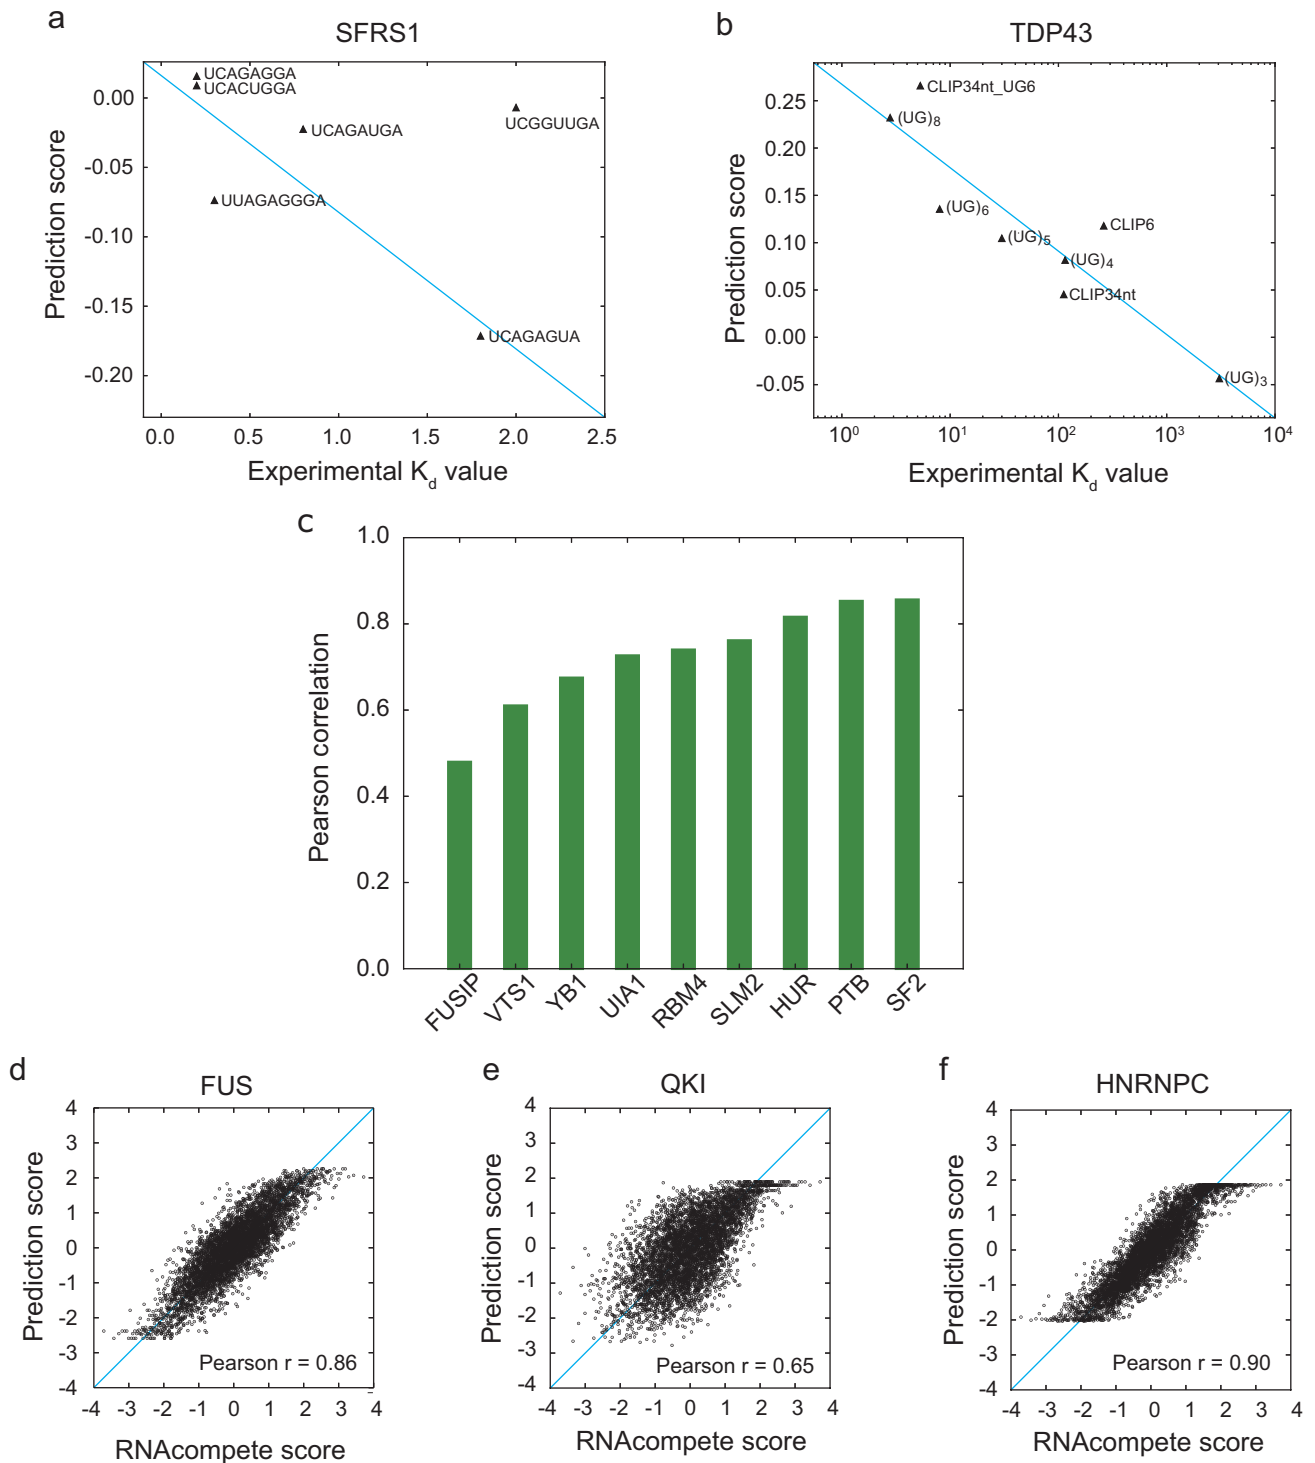 a
SFRS1
0.00
-0.05
-0.10
-0.15
-0.20
Prediction score
UCAGAGGA
UCACUGGA
UCAGAUGA
UCGGUUGA
UUAGAGGGA
UCAGAGUA
0.0 0.5 1.0 1.5 2.0 2.5
Experimental Kd value
b
TDP43
0.25
0.20
0.15
0.10
0.05
0.00
-0.05
Prediction score
CLIP34nt_UG6
(UG)8
(UG)6
(UG)5
CLIP6
(UG)4
CLIP34nt
(UG)3
10^0 10^1 10^2 10^3 10^4
Experimental Kd value
c
1.0
0.8
0.6
0.4
0.2
0.0
Pearson correlation
FUSIP VTS1 YB1 UIA1 RBM4 SLM2 HUR PTB SF2
d
FUS
4
3
2
1
0
-1
-2
-3
-4
Prediction score
Pearson r = 0.86
-4 -3 -2 -1 0 1 2 3 4
RNAcompete score
e
QKI
4
3
2
1
0
-1
-2
-3
-4
Prediction score
Pearson r = 0.65
-4 -3 -2 -1 0 1 2 3 4
RNAcompete score
f
HNRNPC
4
3
2
1
0
-1
-2
-3
-4
Prediction score
Pearson r = 0.90
-4 -3 -2 -1 0 1 2 3 4
RNAcompete score